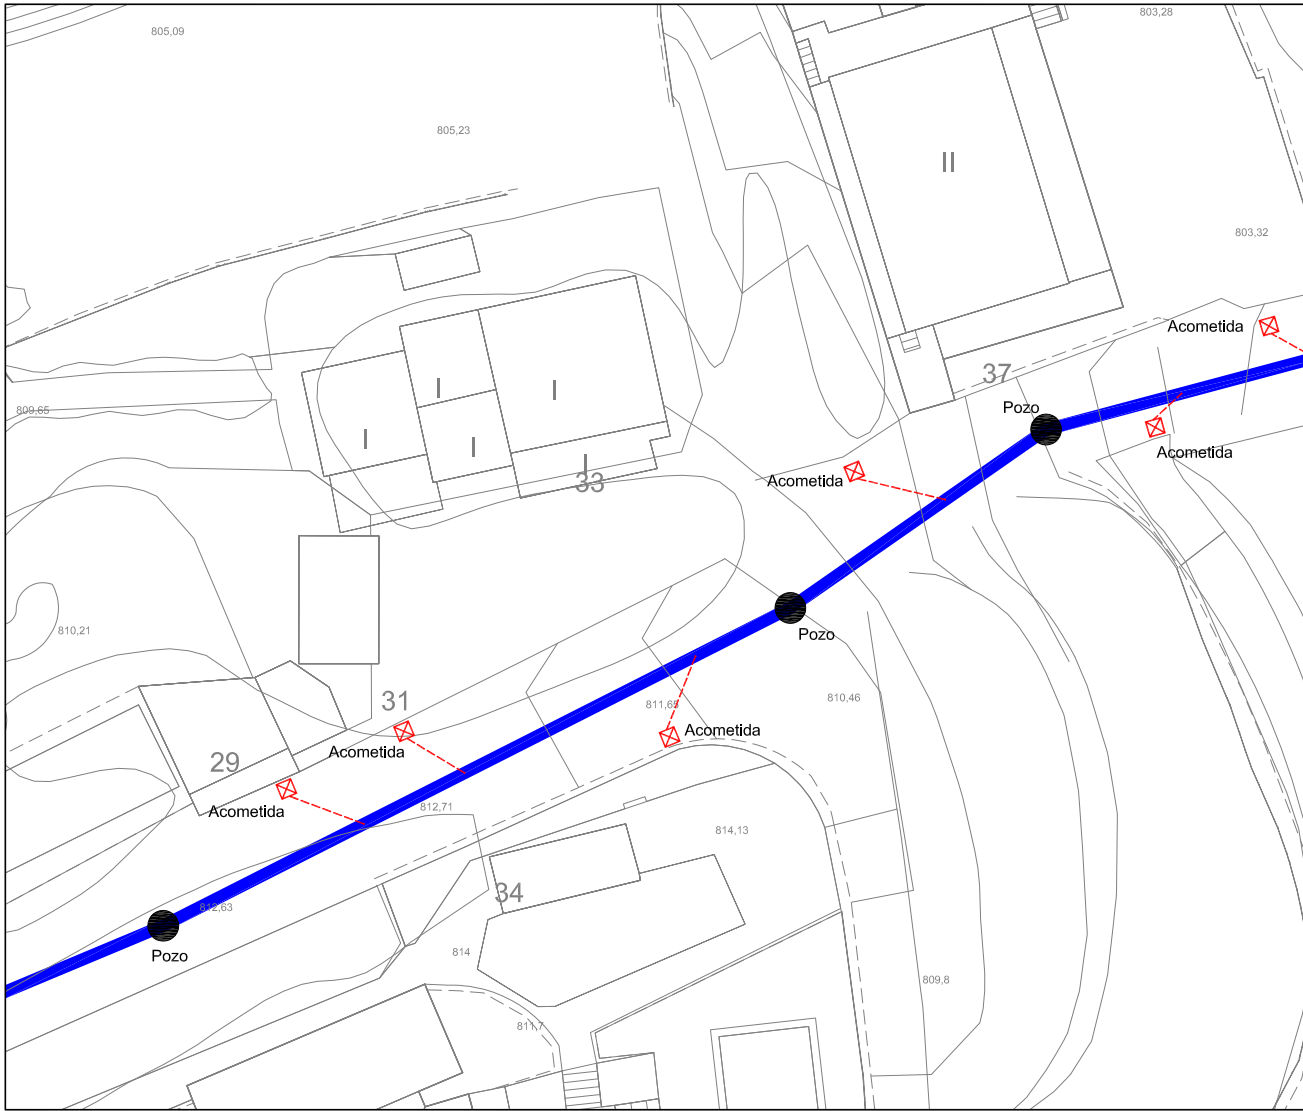 805,09
803,28
805,23
II
803,32
Acometida
37
I
I
809,65
Pozo
I
I
I
33
Acometida
Acometida
810,21
Pozo
31
811,65
810,46
Acometida
Acometida
29
812,71
Acometida
814,13
34
812,63
Pozo
814
809,8
811,7